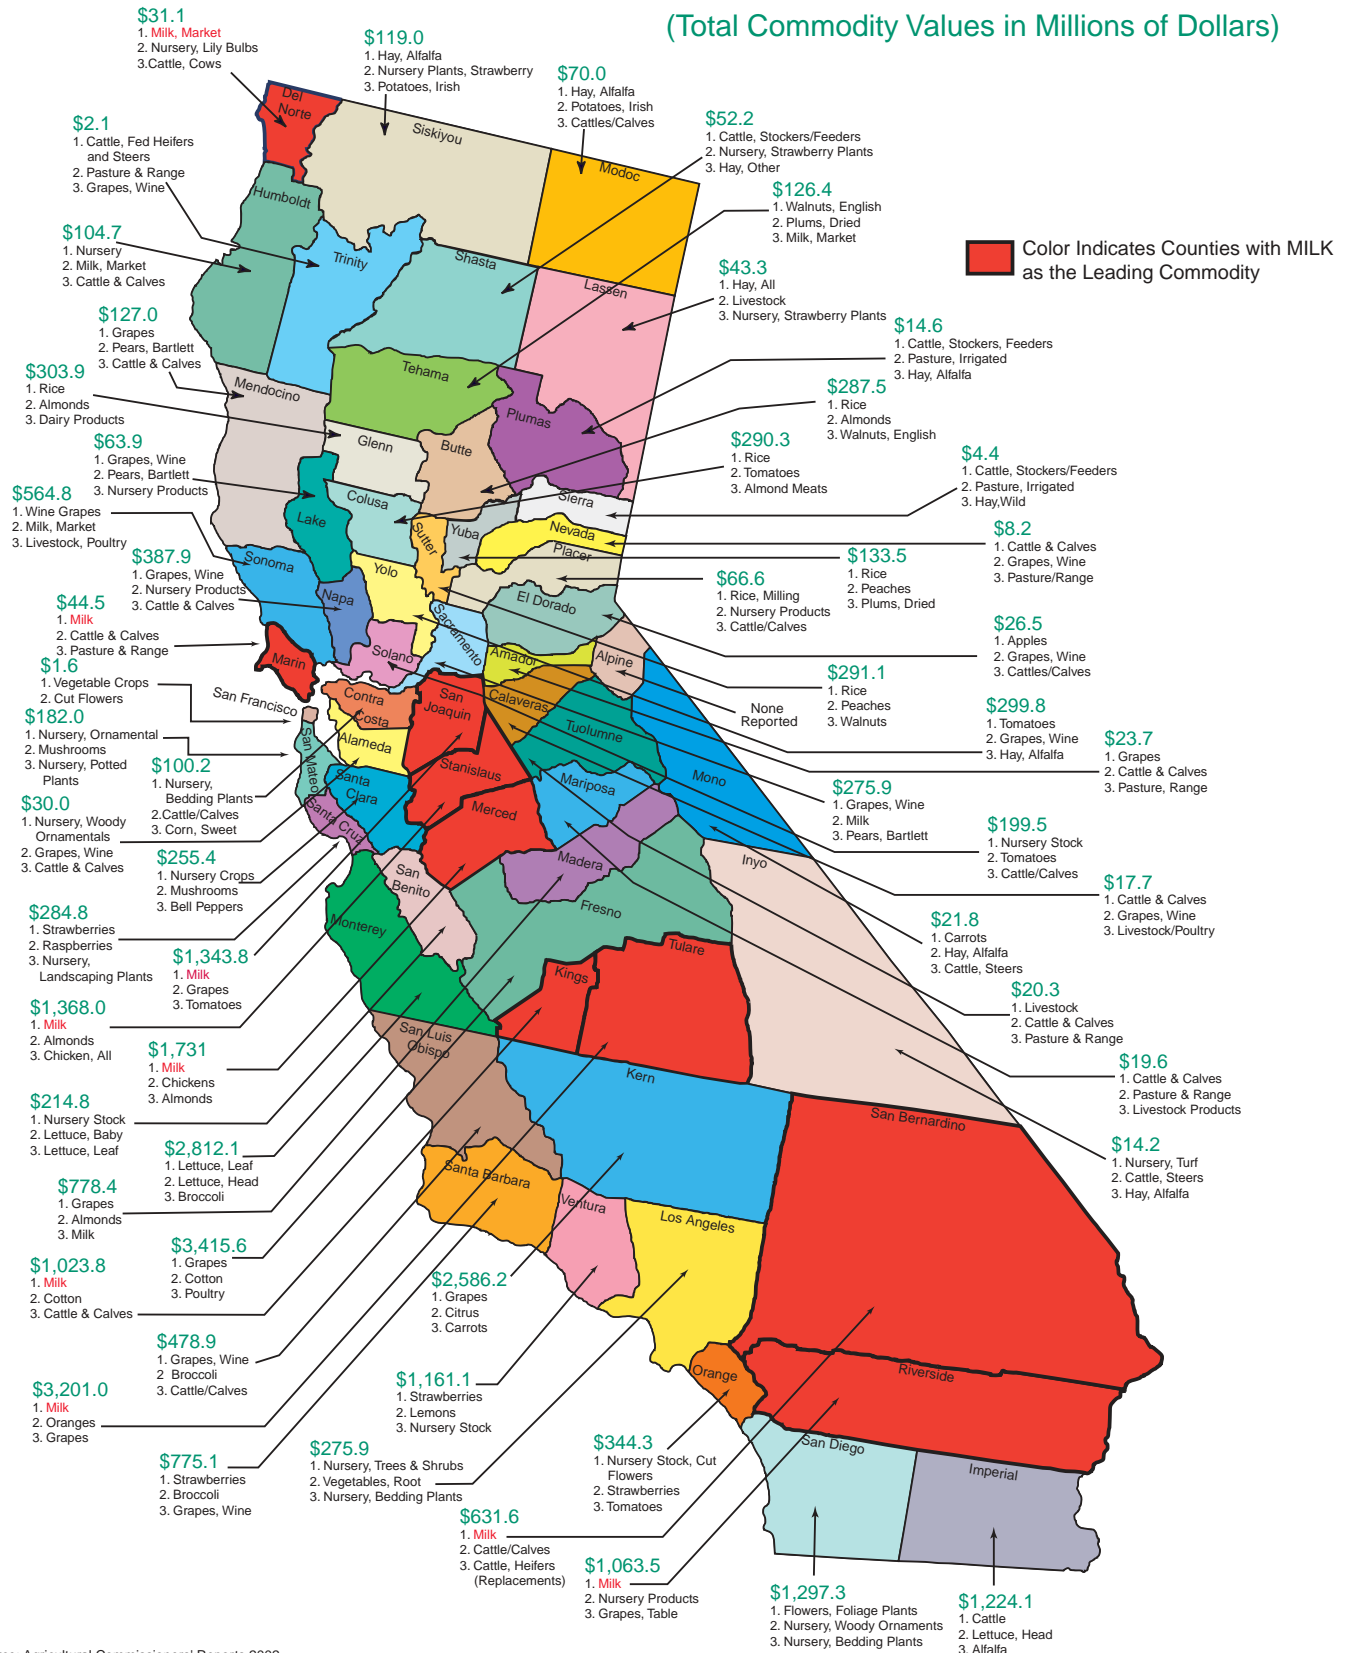 (Total Commodity Values in Millions of Dollars)
Color Indicates Counties with MILK
as the Leading Commodity
$31.1
1. Milk, Market
2. Nursery, Lily Bulbs
3.Cattle, Cows
$119.0
1. Hay, Alfalfa
2. Nursery Plants, Strawberry
3. Potatoes, Irish
$70.0
1. Hay, Alfalfa
2. Potatoes, Irish
3. Cattles/Calves
$52.2
1. Cattle, Stockers/Feeders
2. Nursery, Strawberry Plants
3. Hay, Other
$2.1
1. Cattle, Fed Heifers
and Steers
2. Pasture & Range
3. Grapes, Wine
$126.4
1. Walnuts, English
2. Plums, Dried
3. Milk, Market
$104.7
1. Nursery
2. Milk, Market
3. Cattle & Calves
$43.3
1. Hay, All
2. Livestock
3. Nursery, Strawberry Plants
$127.0
1. Grapes
2. Pears, Bartlett
3. Cattle & Calves
$14.6
1. Cattle, Stockers, Feeders
2. Pasture, Irrigated
3. Hay, Alfalfa
$303.9
1. Rice
2. Almonds
3. Dairy Products
$287.5
1. Rice
2. Almonds
3. Walnuts, English
$63.9
1. Grapes, Wine
2. Pears, Bartlett
3. Nursery Products
$290.3
1. Rice
2. Tomatoes
3. Almond Meats
$4.4
1. Cattle, Stockers/Feeders
2. Pasture, Irrigated
3. Hay,Wild
$564.8
1. Wine Grapes
2. Milk, Market
3. Livestock, Poultry
$8.2
1. Cattle & Calves
2. Grapes, Wine
3. Pasture/Range
$387.9
1. Grapes, Wine
2. Nursery Products
3. Cattle & Calves
$133.5
1. Rice
2. Peaches
3. Plums, Dried
$66.6
1. Rice, Milling
2. Nursery Products
3. Cattle/Calves
$44.5
1. Milk
2. Cattle & Calves
3. Pasture & Range
$26.5
1. Apples
2. Grapes, Wine
3. Cattles/Calves
$1.6
1. Vegetable Crops
2. Cut Flowers
$291.1
1. Rice
2. Peaches
3. Walnuts
None
Reported
$299.8
1. Tomatoes
2. Grapes, Wine
3. Hay, Alfalfa
$182.0
1. Nursery, Ornamental
2. Mushrooms
3. Nursery, Potted
Plants
$23.7
1. Grapes
2. Cattle & Calves
3. Pasture, Range
$100.2
1. Nursery,
Bedding Plants
2.Cattle/Calves
3. Corn, Sweet
$275.9
1. Grapes, Wine
2. Milk
3. Pears, Bartlett
$30.0
1. Nursery, Woody
Ornamentals
2. Grapes, Wine
3. Cattle & Calves
$199.5
1. Nursery Stock
2. Tomatoes
3. Cattle/Calves
$255.4
1. Nursery Crops
2. Mushrooms
3. Bell Peppers
$17.7
1. Cattle & Calves
2. Grapes, Wine
3. Livestock/Poultry
$284.8
1. Strawberries
2. Raspberries
3. Nursery,
Landscaping Plants
$21.8
1. Carrots
2. Hay, Alfalfa
3. Cattle, Steers
$1,343.8
1. Milk
2. Grapes
3. Tomatoes
$20.3
1. Livestock
2. Cattle & Calves
3. Pasture & Range
$1,368.0
1. Milk
2. Almonds
3. Chicken, All
$1,731
1. Milk
2. Chickens
3. Almonds
$19.6
1. Cattle & Calves
2. Pasture & Range
3. Livestock Products
$214.8
1. Nursery Stock
2. Lettuce, Baby
3. Lettuce, Leaf
$2,812.1
1. Lettuce, Leaf
2. Lettuce, Head
3. Broccoli
$14.2
1. Nursery, Turf
2. Cattle, Steers
3. Hay, Alfalfa
$778.4
1. Grapes
2. Almonds
3. Milk
$3,415.6
1. Grapes
2. Cotton
3. Poultry
$1,023.8
1. Milk
2. Cotton
3. Cattle & Calves
$2,586.2
1. Grapes
2. Citrus
3. Carrots
$478.9
1. Grapes, Wine
2 Broccoli
3. Cattle/Calves
$3,201.0
1. Milk
2. Oranges
3. Grapes
$1,161.1
1. Strawberries
2. Lemons
3. Nursery Stock
$775.1
1. Strawberries
2. Broccoli
3. Grapes, Wine
$275.9
1. Nursery, Trees & Shrubs
2. Vegetables, Root
3. Nursery, Bedding Plants
$344.3
1. Nursery Stock, Cut
Flowers
2. Strawberries
3. Tomatoes
$631.6
1. Milk
2. Cattle/Calves
3. Cattle, Heifers
(Replacements)
$1,063.5
1. Milk
2. Nursery Products
3. Grapes, Table
$1,297.3
1. Flowers, Foliage Plants
2. Nursery, Woody Ornaments
3. Nursery, Bedding Plants
$1,224.1
1. Cattle
2. Lettuce, Head
3. Alfalfa
Del
Norte
Siskiyou
Modoc
Humboldt
Trinity
Shasta
Lassen
Mendocino
Tehama
Plumas
Glenn
Butte
Colusa
Lake
Sutter
Yuba
Sierra
Nevada
Placer
Sonoma
Napa
Yolo
El Dorado
Sacramento
Solano
Amador
Alpine
Marin
San Francisco
Contra
Costa
San
Joaquin
Calaveras
Tuolumne
Alameda
San Mateo
Santa
Clara
Stanislaus
Mariposa
Mono
Santa Cruz
Merced
San
Benito
Madera
Inyo
Monterey
Fresno
Kings
Tulare
San Luis
Obispo
Kern
San Bernardino
Santa Barbara
Ventura
Los Angeles
Orange
Riverside
San Diego
Imperial